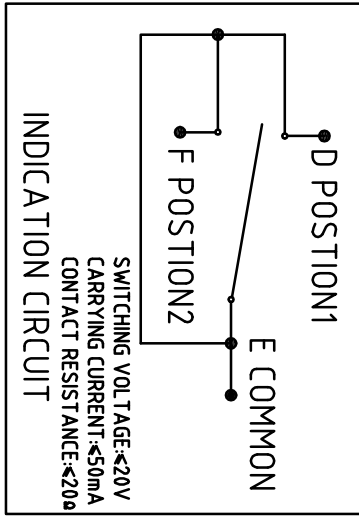 D POSTION1
F POSTION2
E COMMON
SWITCHING VOLTAGE:≤20V
CARRYING CURRENT:≤50mA
CONTACT RESISTANCE:≤20Ω
INDICATION CIRCUIT